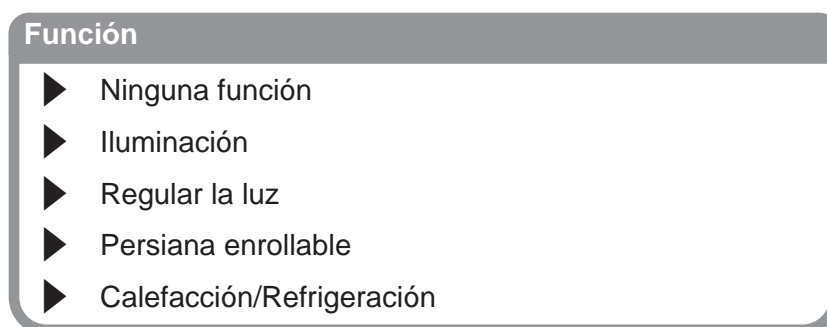 Función
Ninguna función
Iluminación
Regular la luz
Persiana enrollable
Calefacción/Refrigeración